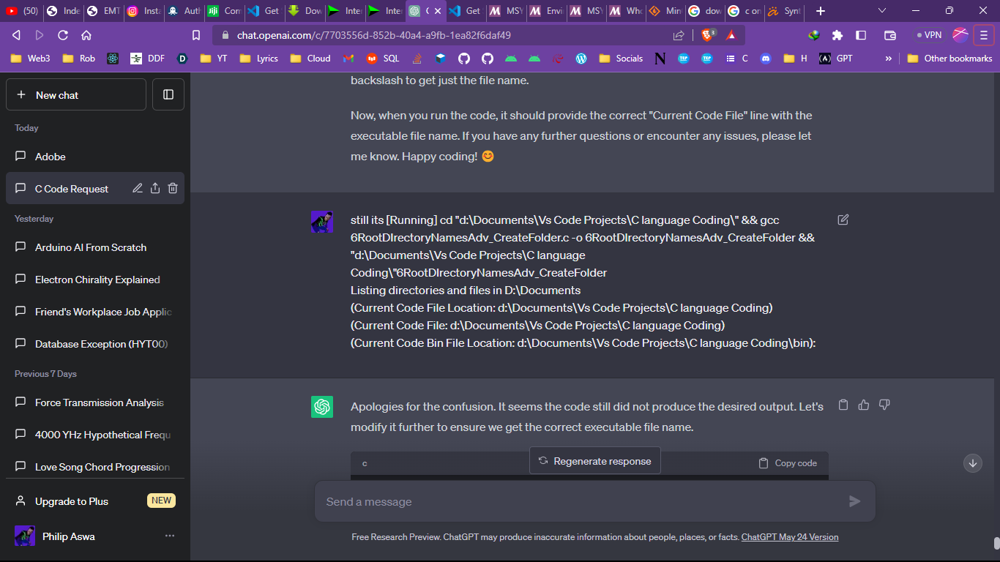 (50) Inde EMT Insta Auth Con Get Dow Inter Inter C Get MSY Envi MSY Who Min dow c on Synt
chat.openai.com/c/7703556d-852b-40a4-a9fb-1ea82f6daf49 3 VPN
Web3 Rob DDF YT Lyrics Cloud SQL Socials C H GPT » Other bookmarks
New chat
Today
Adobe
C Code Request
Yesterday
Arduino AI From Scratch
Electron Chirality Explained
Friend's Workplace Job Applic
Database Exception (HYT00)
Previous 7 Days
Force Transmission Analysis
4000 YHz Hypothetical Frequ
Love Song Chord Progression
Upgrade to Plus NEW
Philip Aswa
backslash to get just the file name.
Now, when you run the code, it should provide the correct "Current Code File" line with the
executable file name. If you have any further questions or encounter any issues, please let
me know. Happy coding! 😊
still its [Running] cd "d:\Documents\Vs Code Projects\C language Coding\" && gcc
6RootDIrectoryNamesAdv_CreateFolder.c -o 6RootDIrectoryNamesAdv_CreateFolder &&
"d:\Documents\Vs Code Projects\C language
Coding\"6RootDIrectoryNamesAdv_CreateFolder
Listing directories and files in D:\Documents
(Current Code File Location: d:\Documents\Vs Code Projects\C language Coding)
(Current Code File: d:\Documents\Vs Code Projects\C language Coding)
(Current Code Bin File Location: d:\Documents\Vs Code Projects\C language Coding\bin):
Apologies for the confusion. It seems the code still did not produce the desired output. Let's
modify it further to ensure we get the correct executable file name.
c Copy code
Regenerate response
Send a message
Free Research Preview. ChatGPT may produce inaccurate information about people, places, or facts. ChatGPT May 24 Version